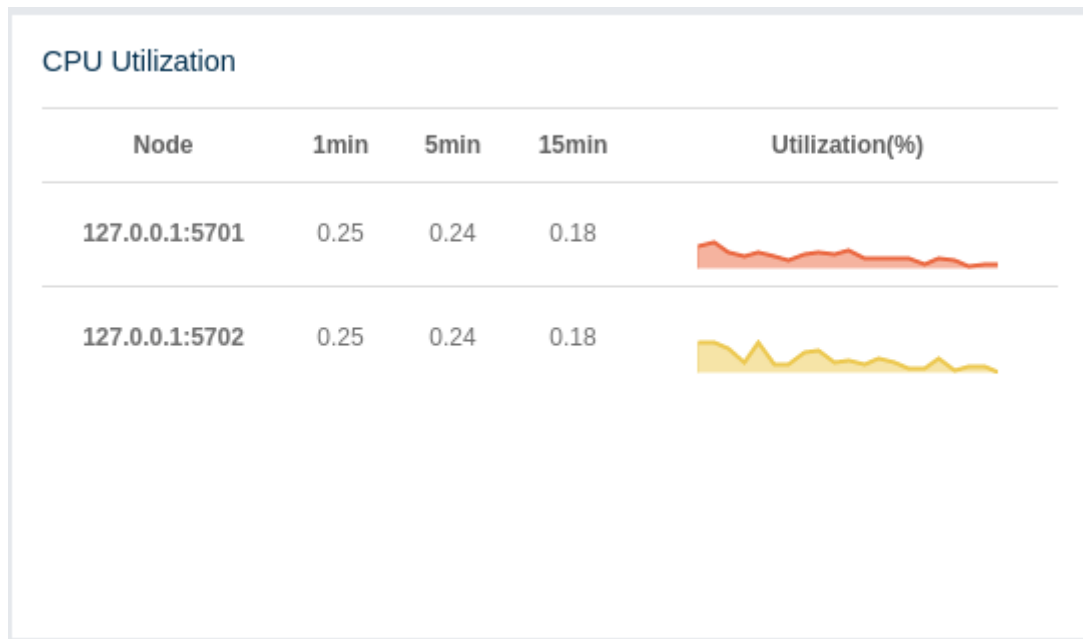 CPU Utilization
Node 1min 5min 15min Utilization(%)
127.0.0.1:5701 0.25 0.24 0.18
127.0.0.1:5702 0.25 0.24 0.18